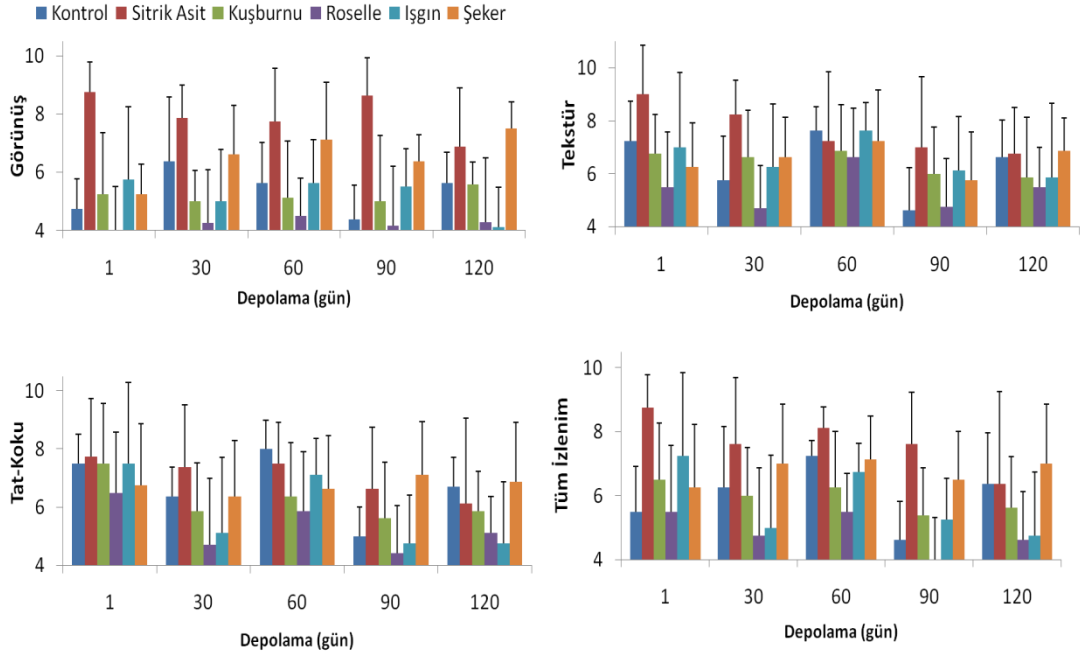 Kontrol Sitrik Asit Kuşburnu Roselle Işgın Şeker
Görünüş
10
8
6
4
1 30 60 90 120
Depolama (gün)
Tekstür
10
8
6
4
1 30 60 90 120
Depolama (gün)
Tat-Koku
10
8
6
4
1 30 60 90 120
Depolama (gün)
Tüm İzlenim
10
8
6
4
1 30 60 90 120
Depolama (gün)